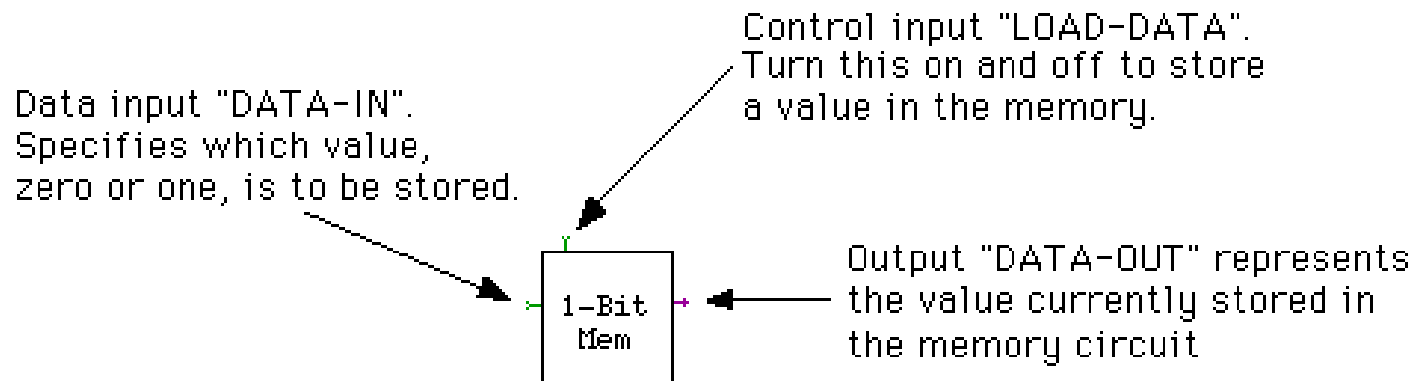 Control input "LOAD-DATA".
Turn this on and off to store
a value in the memory.
Data input "DATA-IN".
Specifies which value,
zero or one, is to be stored.
1-Bit
Mem
Output "DATA-OUT" represents
the value currently stored in
the memory circuit